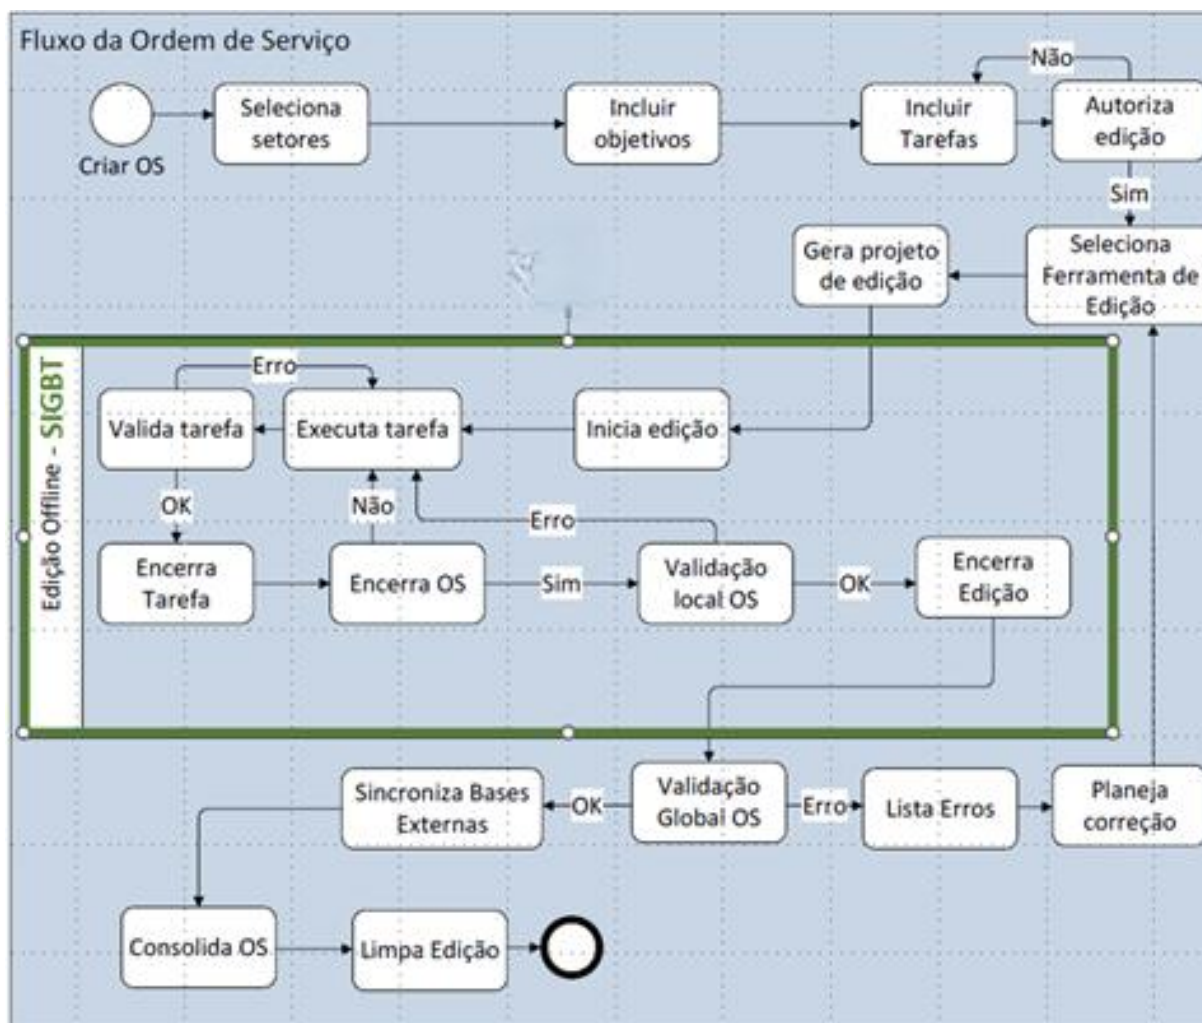 Fluxo da Ordem de Serviço
Não
Seleciona
setores
Incluir
objetivos
Incluir
Tarefas
Autoriza
edição
Criar OS
Sim
Gera projeto
de edição
Seleciona
Ferramenta de
Edição
Edição Offline - SIGBT
Erro
Valida tarefa
Executa tarefa
Inicia edição
OK
Não
Erro
Encerra
Tarefa
Encerra OS
Sim
Validação
local OS
OK
Encerra
Edição
Sincroniza Bases
Externas
OK
Validação
Global OS
Erro
Lista Erros
Planeja
correção
Consolida OS
Limpa Edição